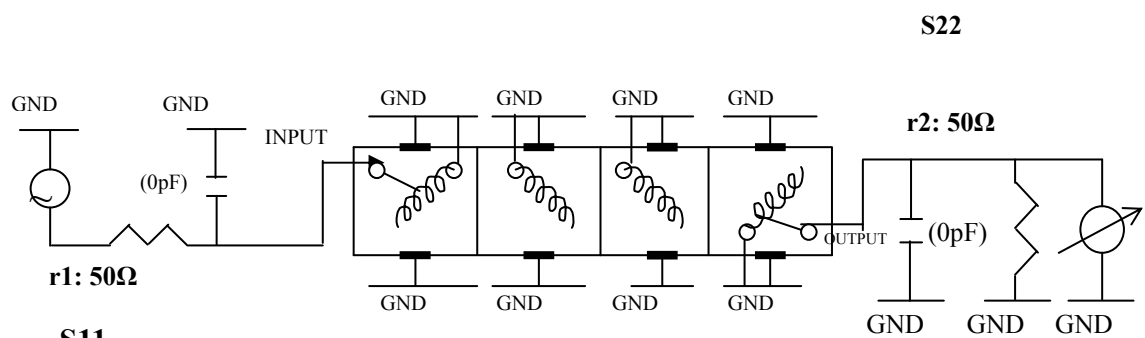 S22
GND
GND
GND
GND
GND
GND
r2: 50Ω
INPUT
(0pF)
OUTPUT
(0pF)
r1: 50Ω
GND
GND
GND
GND
GND
GND
GND
S11